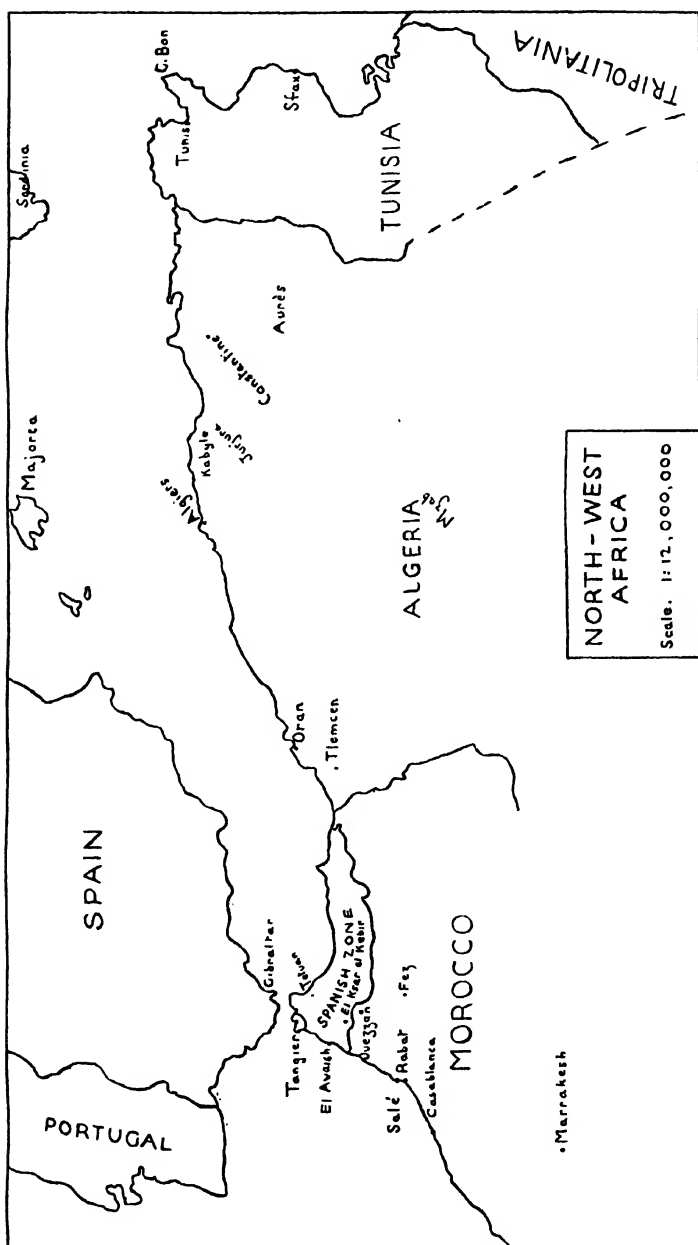 PORTUGAL
SPAIN
Majorca
Sardinia
Gibraltar
Tangier
Tetuan
SPANISH ZONE
El Araish
El Ksar el Kabir
Ouezzan
Salé
Rabat
Fez
Casablanca
MOROCCO
Marrakesh
Oran
Tlemcen
Algiers
Kabyle
Jurjura
Constantine
Aurès
ALGERIA
Mzab
Tunis
C. Bon
Sfax
TUNISIA
TRIPOLITANIA
NORTH-WEST
AFRICA
Scale. 1:12,000,000